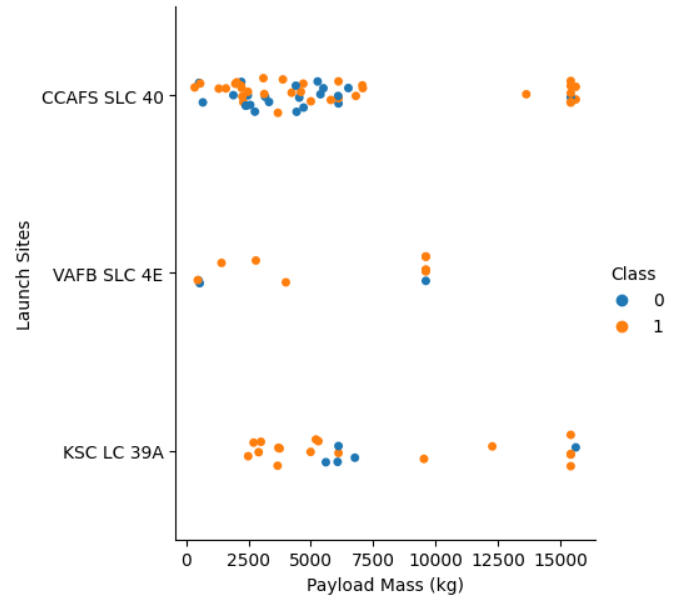 CCAFS SLC 40
VAFB SLC 4E
KSC LC 39A
Launch Sites
Class
0
1
0 2500 5000 7500 10000 12500 15000
Payload Mass (kg)